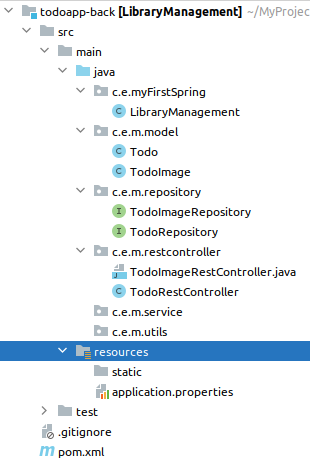 todoapp-back [LibraryManagement] ~/MyProjec
src
main
java
c.e.myFirstSpring
LibraryManagement
c.e.m.model
Todo
TodoImage
c.e.m.repository
TodoImageRepository
TodoRepository
c.e.m.restcontroller
TodoImageRestController.java
TodoRestController
c.e.m.service
c.e.m.utils
resources
static
application.properties
test
.gitignore
pom.xml